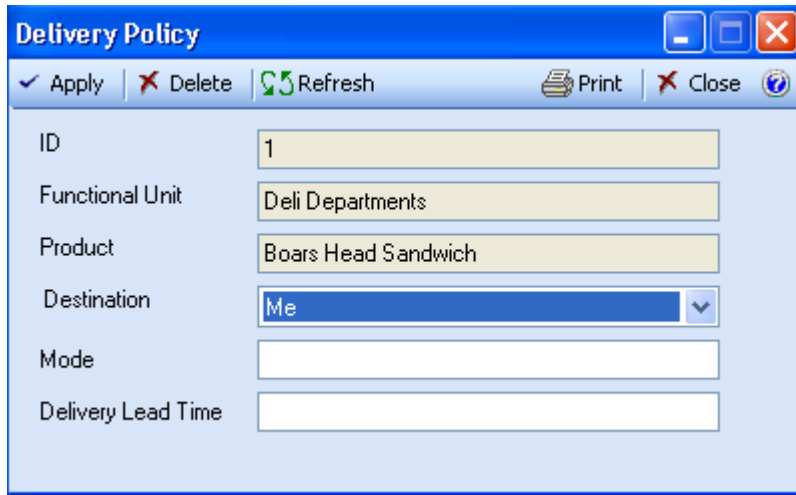 Delivery Policy
Apply Delete Refresh Print Close ?
ID 1
Functional Unit Deli Departments
Product Boars Head Sandwich
Destination Me
Mode
Delivery Lead Time